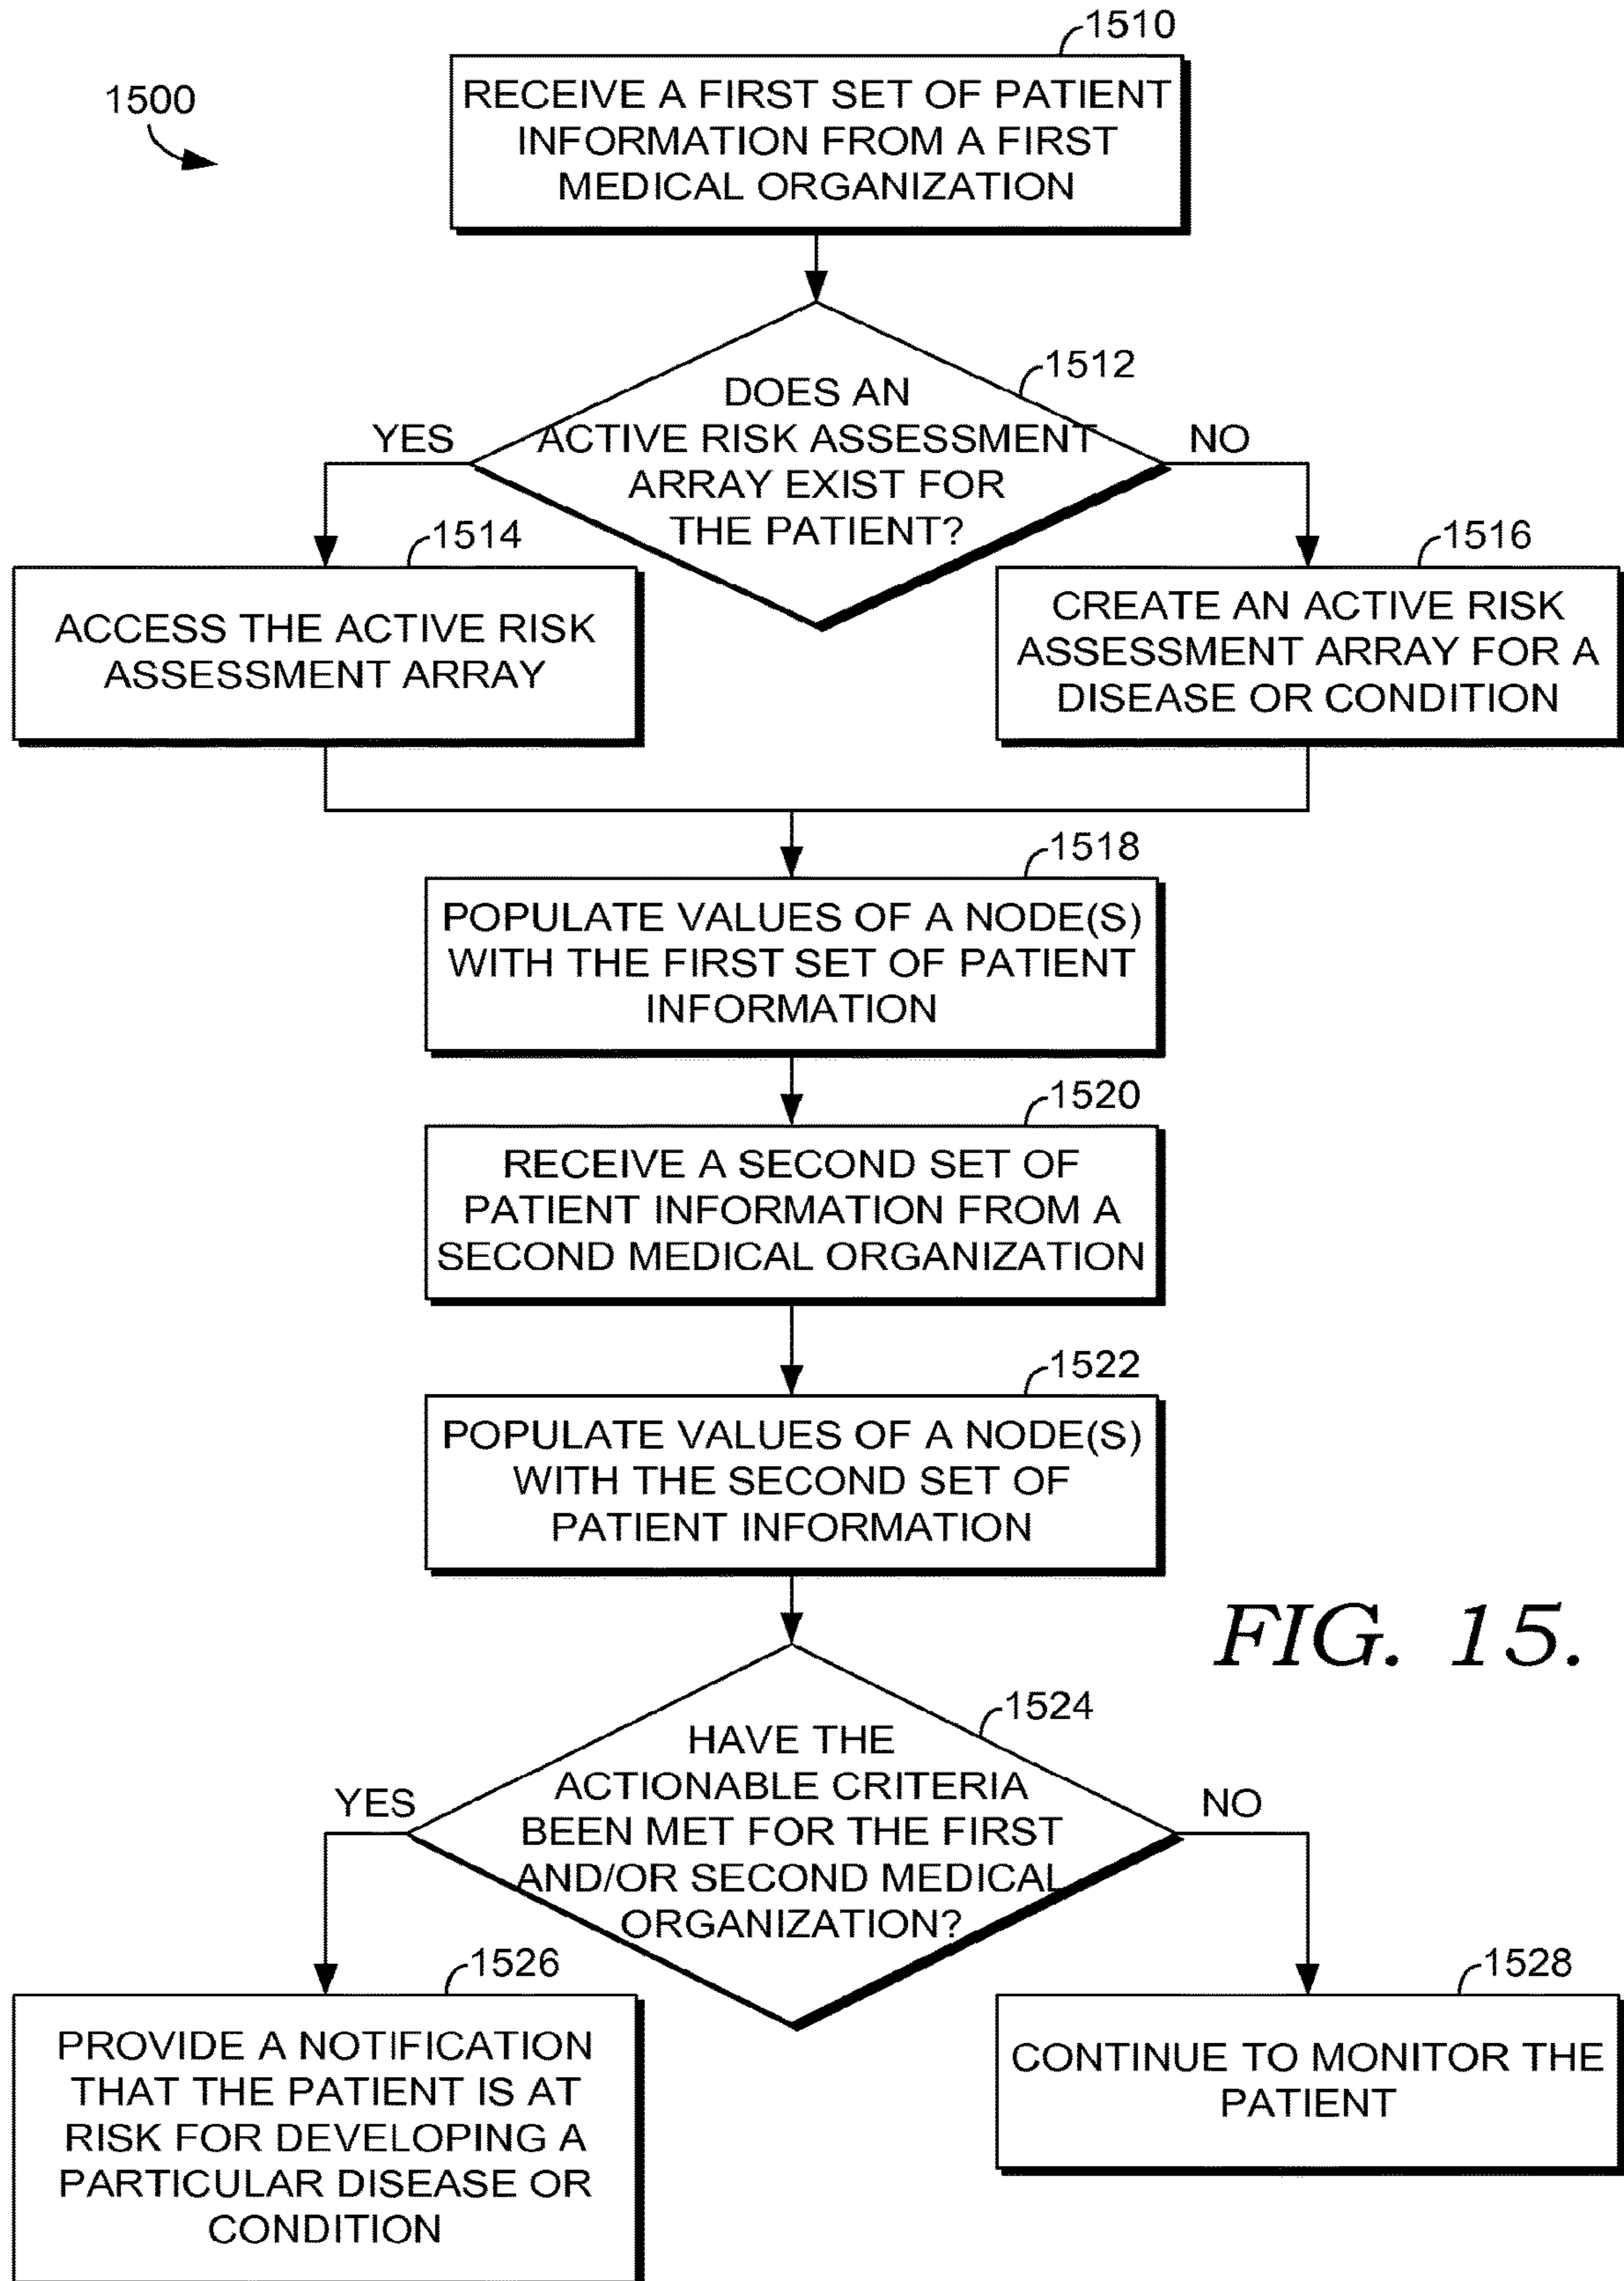 1500
1510
RECEIVE A FIRST SET OF PATIENT
INFORMATION FROM A FIRST
MEDICAL ORGANIZATION
1512
DOES AN
ACTIVE RISK ASSESSMENT
ARRAY EXIST FOR
THE PATIENT?
YES
NO
1514
ACCESS THE ACTIVE RISK
ASSESSMENT ARRAY
1516
CREATE AN ACTIVE RISK
ASSESSMENT ARRAY FOR A
DISEASE OR CONDITION
1518
POPULATE VALUES OF A NODE(S)
WITH THE FIRST SET OF PATIENT
INFORMATION
1520
RECEIVE A SECOND SET OF
PATIENT INFORMATION FROM A
SECOND MEDICAL ORGANIZATION
1522
POPULATE VALUES OF A NODE(S)
WITH THE SECOND SET OF
PATIENT INFORMATION
FIG. 15.
1524
HAVE THE
ACTIONABLE CRITERIA
BEEN MET FOR THE FIRST
AND/OR SECOND MEDICAL
ORGANIZATION?
YES
NO
1526
PROVIDE A NOTIFICATION
THAT THE PATIENT IS AT
RISK FOR DEVELOPING A
PARTICULAR DISEASE OR
CONDITION
1528
CONTINUE TO MONITOR THE
PATIENT